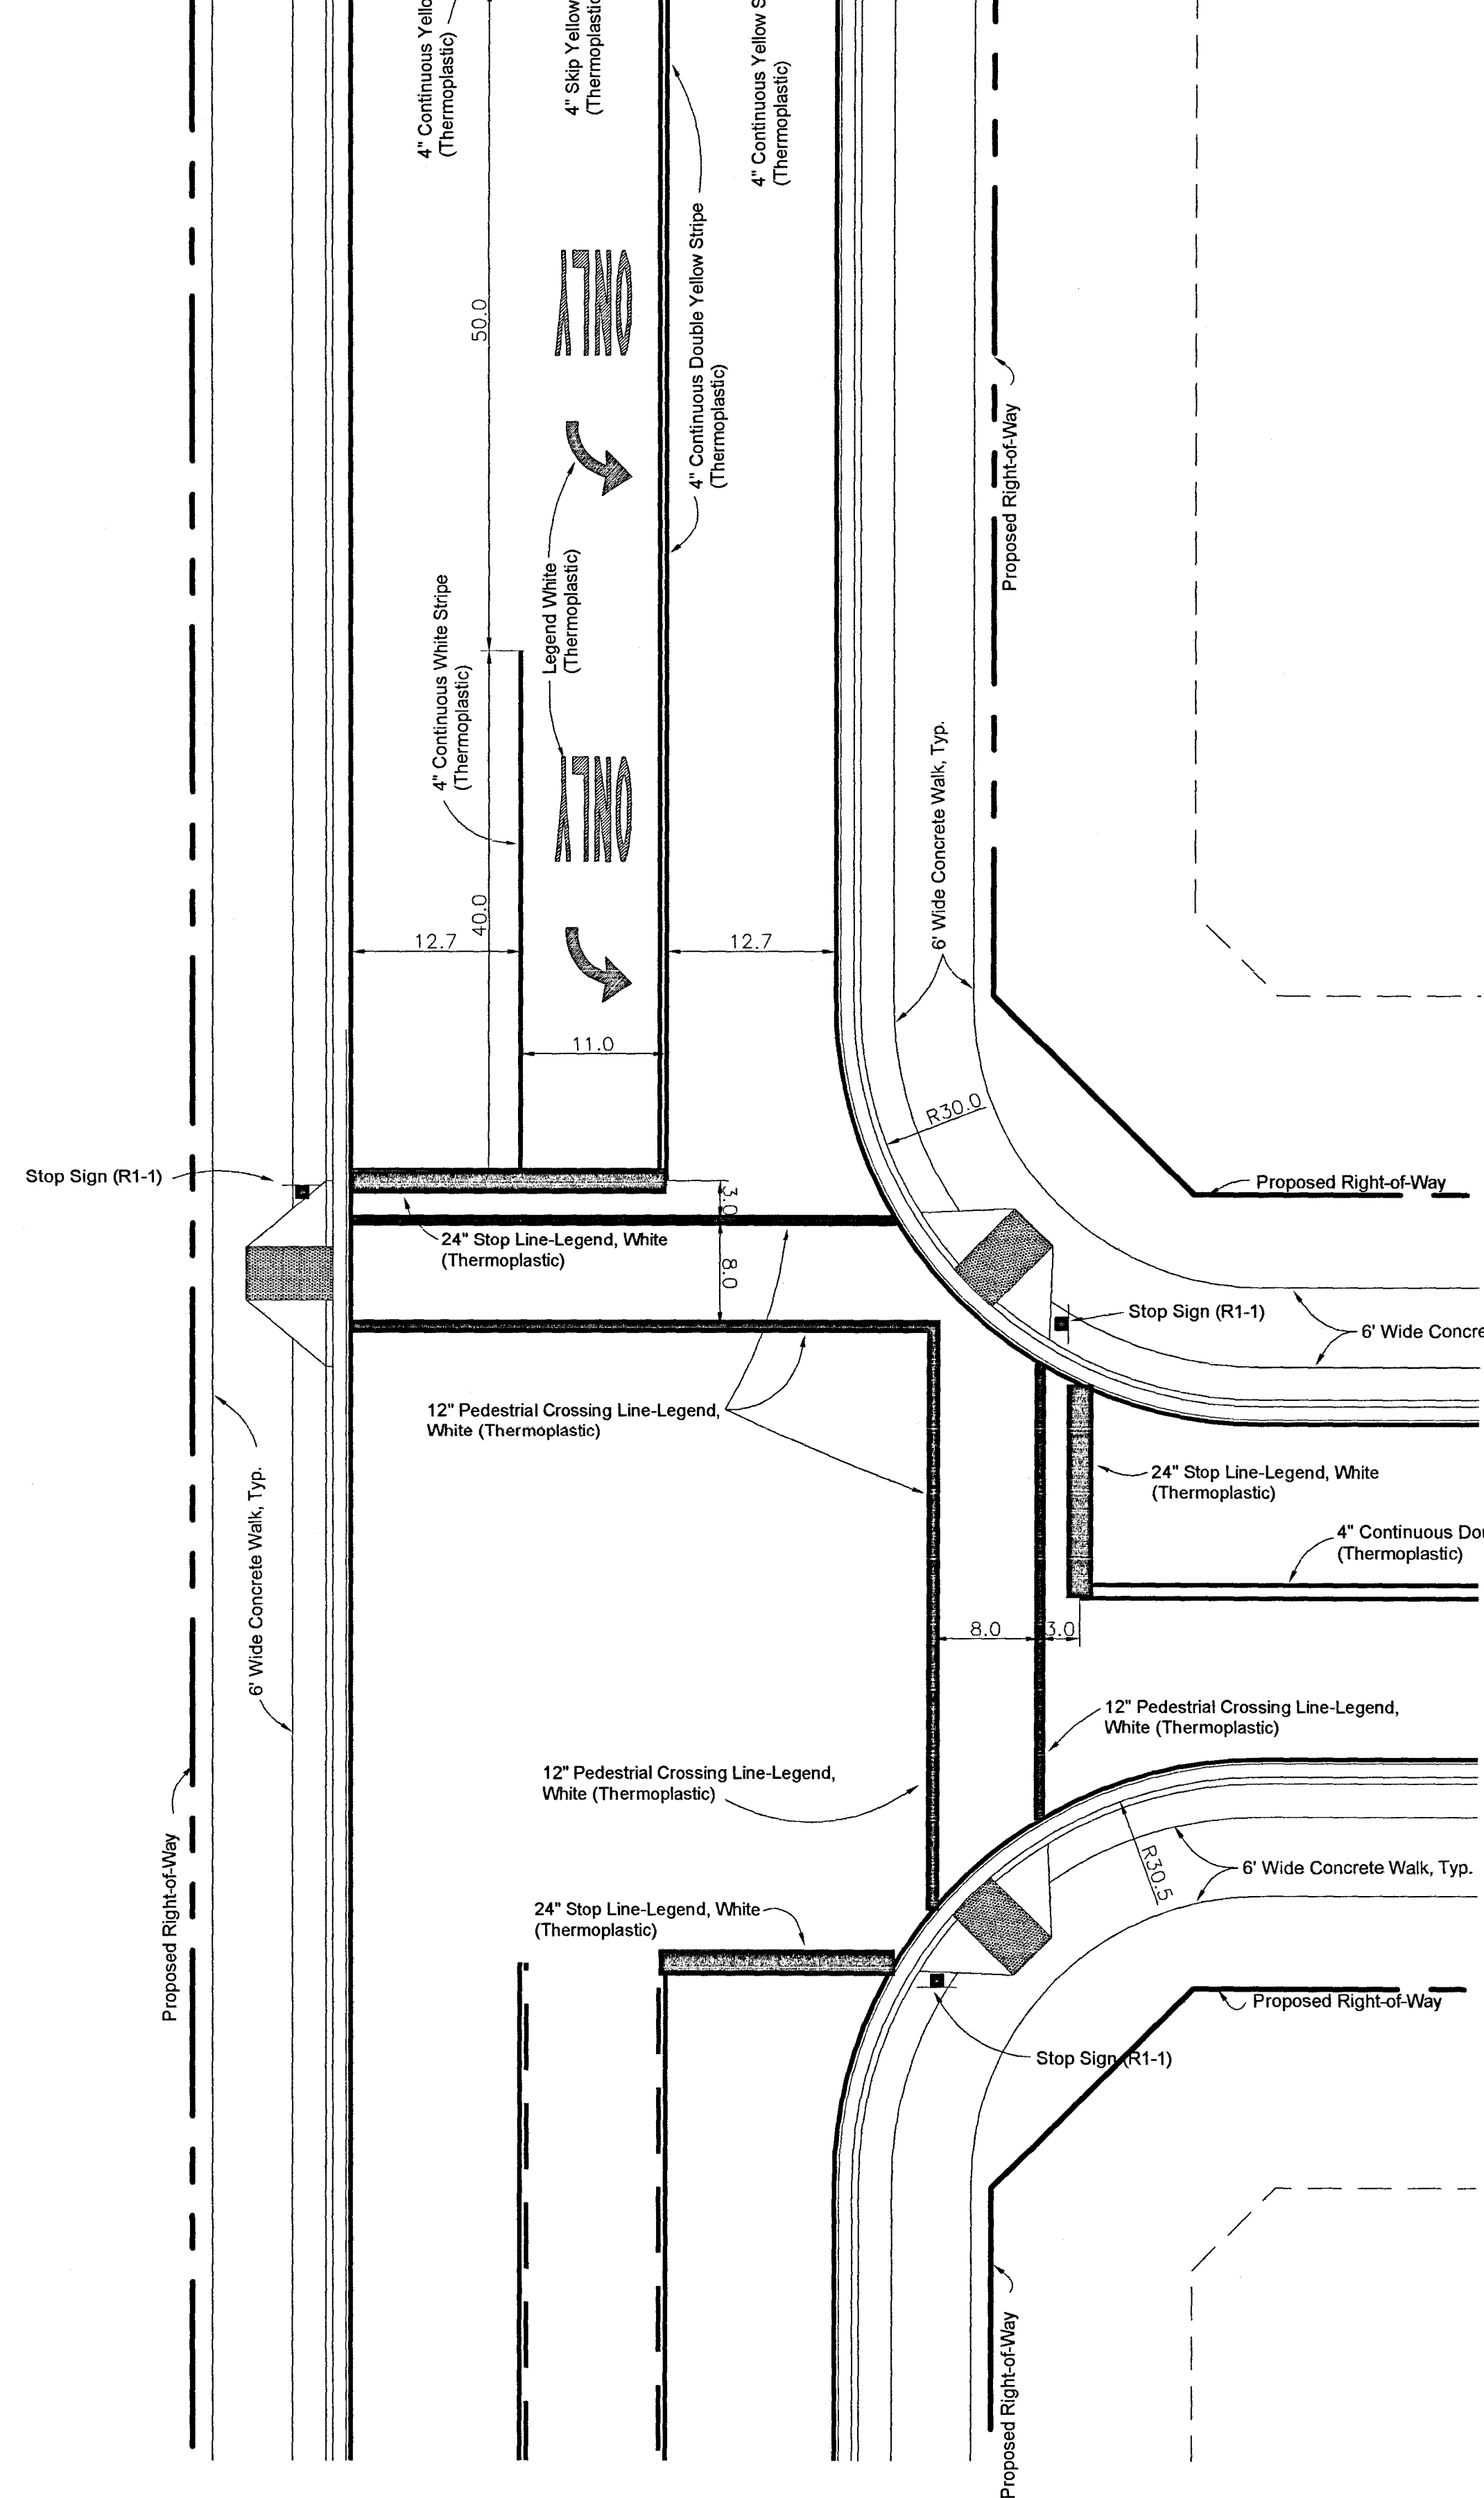 4" Continuous Yello
(Thermoplastic)
4" Skip Yellow
(Thermoplastic
4" Continuous Yellow S
(Thermoplastic)
ONLY
50.0
4" Continuous Double Yellow Stripe
(Thermoplastic)
Proposed Right-of-Way
Legend White
(Thermoplastic)
4" Continuous White Stripe
(Thermoplastic)
ONLY
6' Wide Concrete Walk, Typ.
40.0
12.7
12.7
11.0
R30.0
Stop Sign (R1-1)
Proposed Right-of-Way
3.0
24" Stop Line-Legend, White
(Thermoplastic)
8.0
Stop Sign (R1-1)
6' Wide Concre
12" Pedestrial Crossing Line-Legend,
White (Thermoplastic)
24" Stop Line-Legend, White
(Thermoplastic)
6' Wide Concrete Walk, Typ.
4" Continuous Dou
(Thermoplastic)
8.0
3.0
12" Pedestrial Crossing Line-Legend,
White (Thermoplastic)
12" Pedestrial Crossing Line-Legend,
White (Thermoplastic)
Proposed Right-of-Way
R30.5
6' Wide Concrete Walk, Typ.
24" Stop Line-Legend, White
(Thermoplastic)
Proposed Right-of-Way
Stop Sign (R1-1)
Proposed Right-of-Way